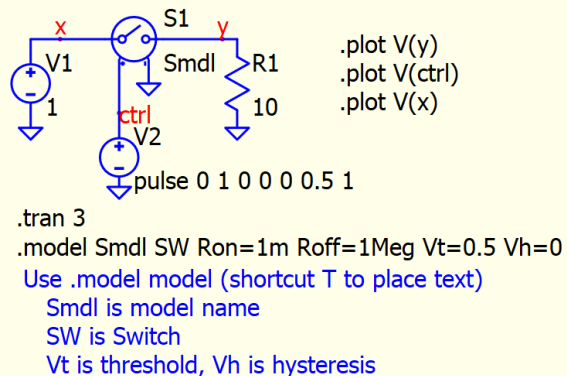 x
S1
y
V1
Smdl
R1
1
10
ctrl
V2
pulse 0 1 0 0 0 0.5 1
.plot V(y)
.plot V(ctrl)
.plot V(x)
.tran 3
.model Smdl SW Ron=1m Roff=1Meg Vt=0.5 Vh=0
Use .model model (shortcut T to place text)
Smdl is model name
SW is Switch
Vt is threshold, Vh is hysteresis